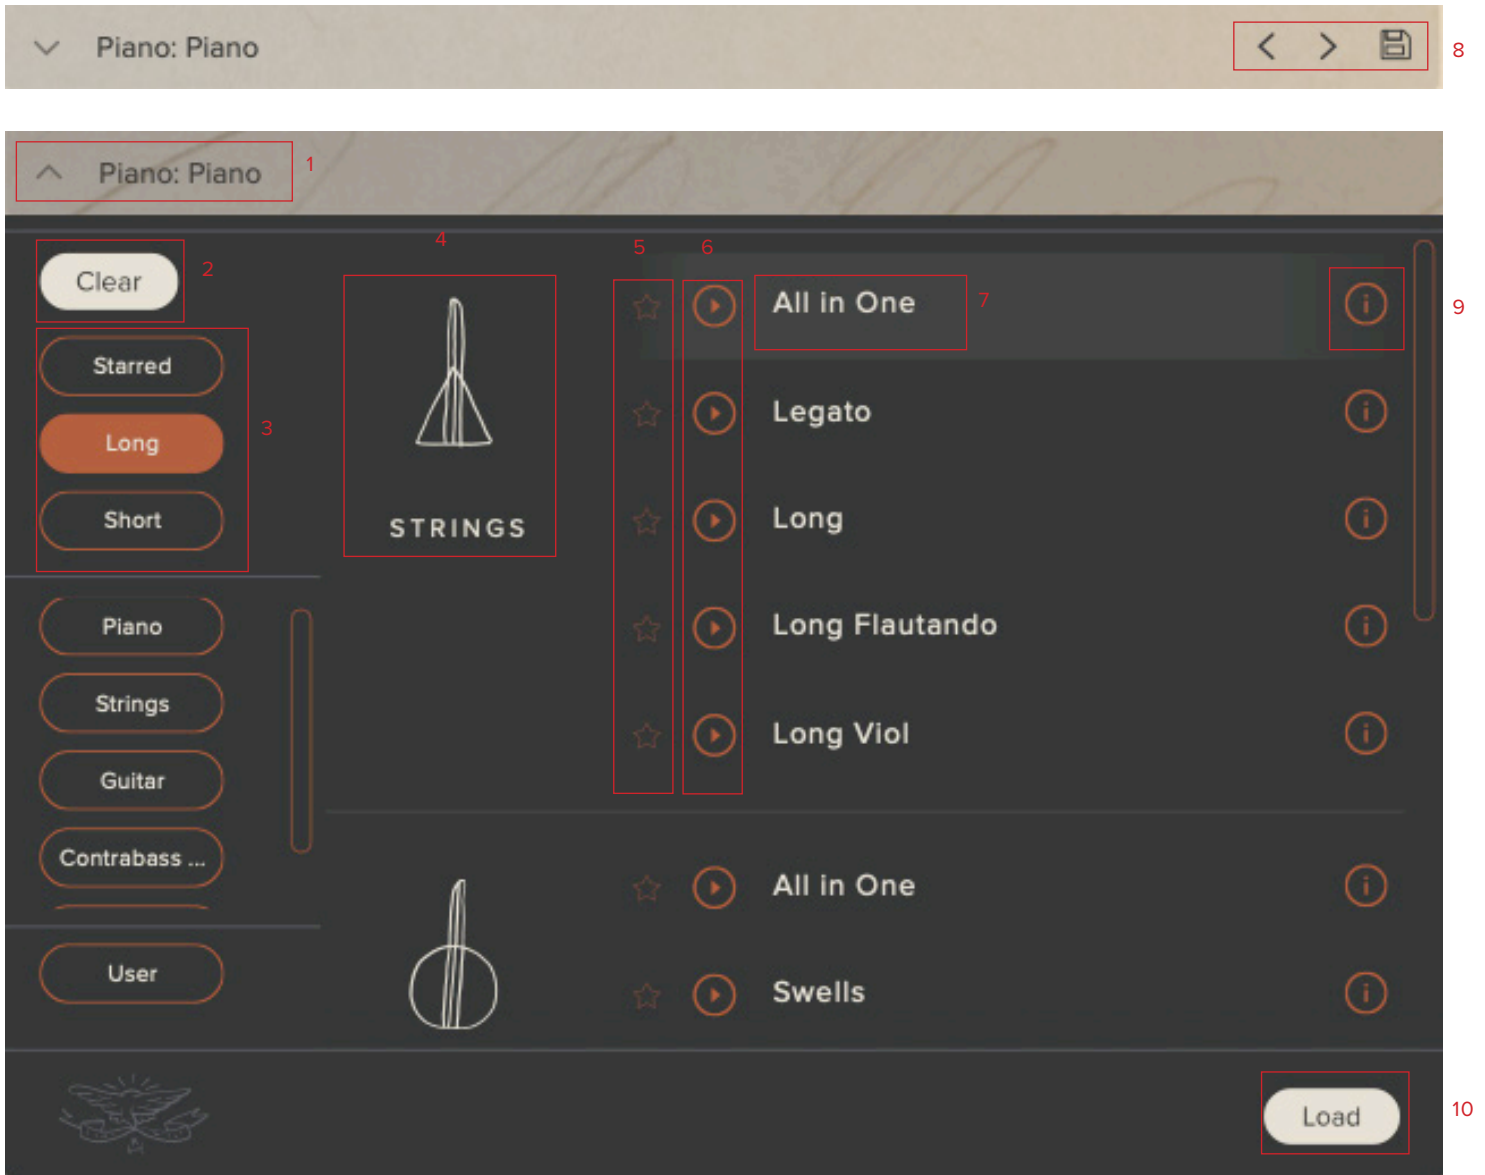 Piano: Piano
8
Piano: Piano
1
Clear
2
Starred
Long
3
Short
Piano
Strings
Guitar
Contrabass ...
User
4
STRINGS
5
6
All in One
7
9
Legato
Long
Long Flautando
Long Viol
All in One
Swells
Load
10